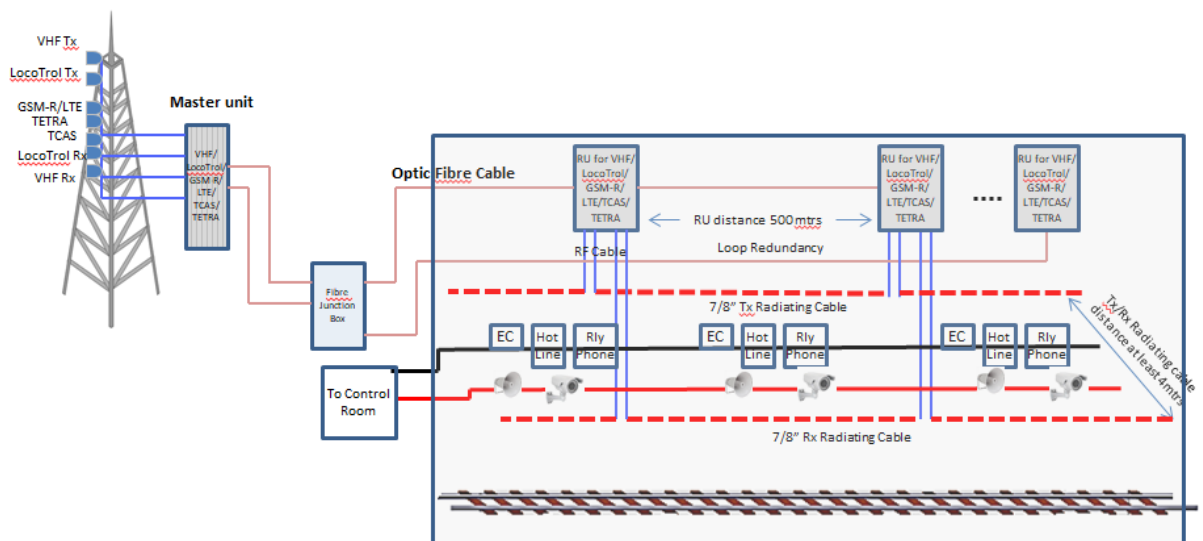 VHF Tx
LocoTrol Tx
GSM-R/LTE
TETRA
TCAS
LocoTrol Rx
VHF Rx
Master unit
VHF/
LocoTrol/
GSM-R/
LTE/
TCAS/
TETRA
Optic Fibre Cable
Fibre
Junction
Box
To Control
Room
RU for VHF/
LocoTrol/
GSM-R/
LTE/TCAS/
TETRA
RU for VHF/
LocoTrol/
GSM-R/
LTE/TCAS/
TETRA
....
RU for VHF/
LocoTrol/
GSM-R/
LTE/TCAS/
TETRA
RU distance 500 mtrs
RF Cable
Loop Redundancy
7/8" Tx Radiating Cable
Tx/Rx Radiating cable
distance at least 4mtrs
EC
Hot
Line
Rly
Phone
EC
Hot
Line
Rly
Phone
EC
Hot
Line
Rly
Phone
7/8" Rx Radiating Cable